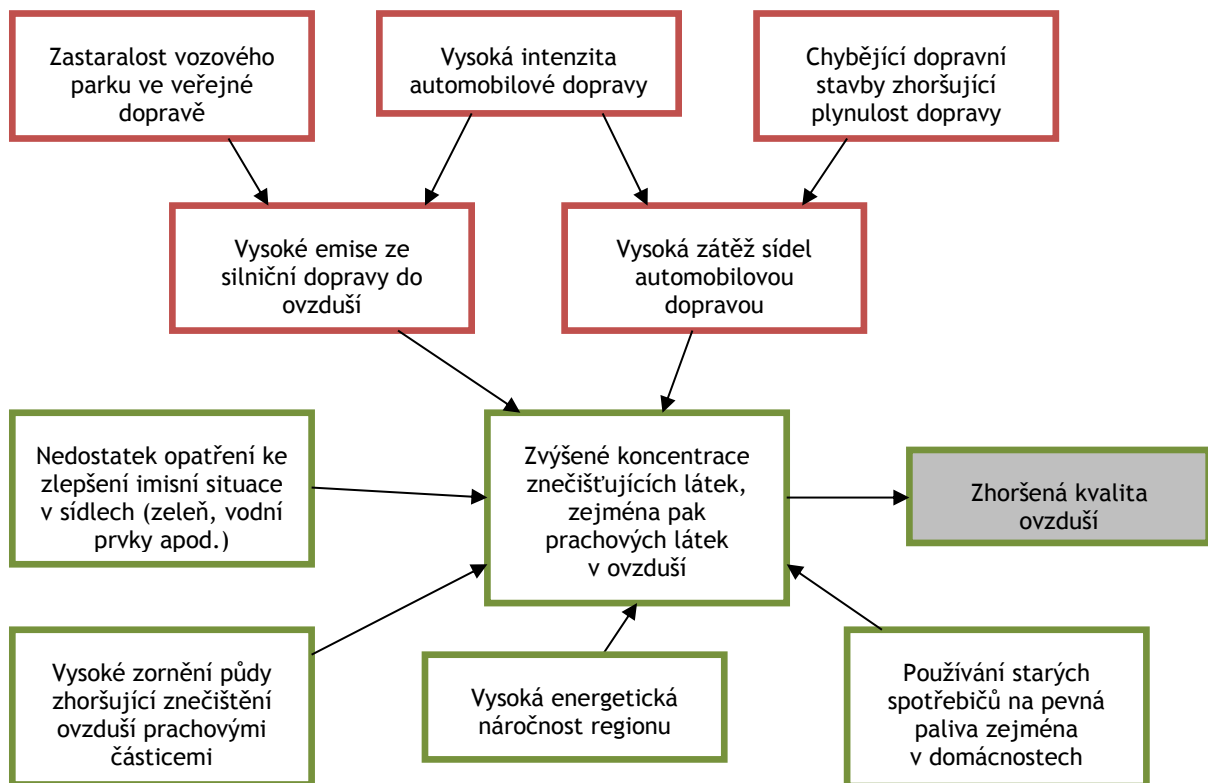 Zastaralost vozového
parku ve veřejné
dopravě
Vysoká intenzita
automobilové dopravy
Chybějící dopravní
stavby zhoršující
plynulost dopravy
Vysoké emise ze
silniční dopravy do
ovzduší
Vysoká zátěž sídel
automobilovou
dopravou
Nedostatek opatření ke
zlepšení imisní situace
v sídlech (zeleň, vodní
prvky apod.)
Zvýšené koncentrace
znečišťujících látek,
zejména pak
prachových látek
v ovzduší
Zhoršená kvalita
ovzduší
Vysoké zornění půdy
zhoršující znečištění
ovzduší prachovými
částicemi
Vysoká energetická
náročnost regionu
Používání starých
spotřebičů na pevná
paliva zejména
v domácnostech